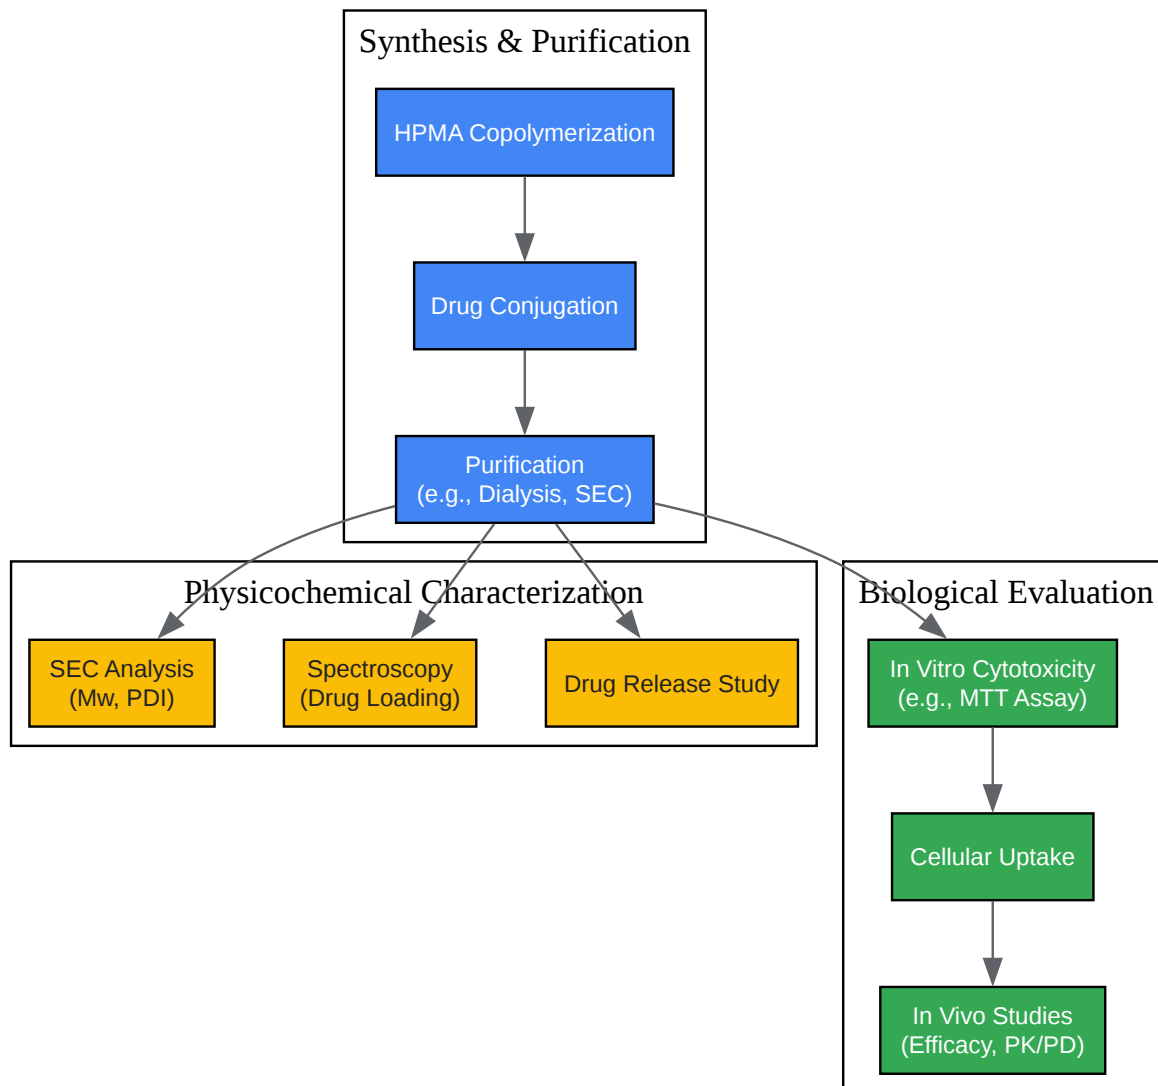 Synthesis & Purification
HPMA Copolymerization
Drug Conjugation
Purification
(e.g., Dialysis, SEC)
Physicochemical Characterization
SEC Analysis
(Mw, PDI)
Spectroscopy
(Drug Loading)
Drug Release Study
Biological Evaluation
In Vitro Cytotoxicity
(e.g., MTT Assay)
Cellular Uptake
In Vivo Studies
(Efficacy, PK/PD)